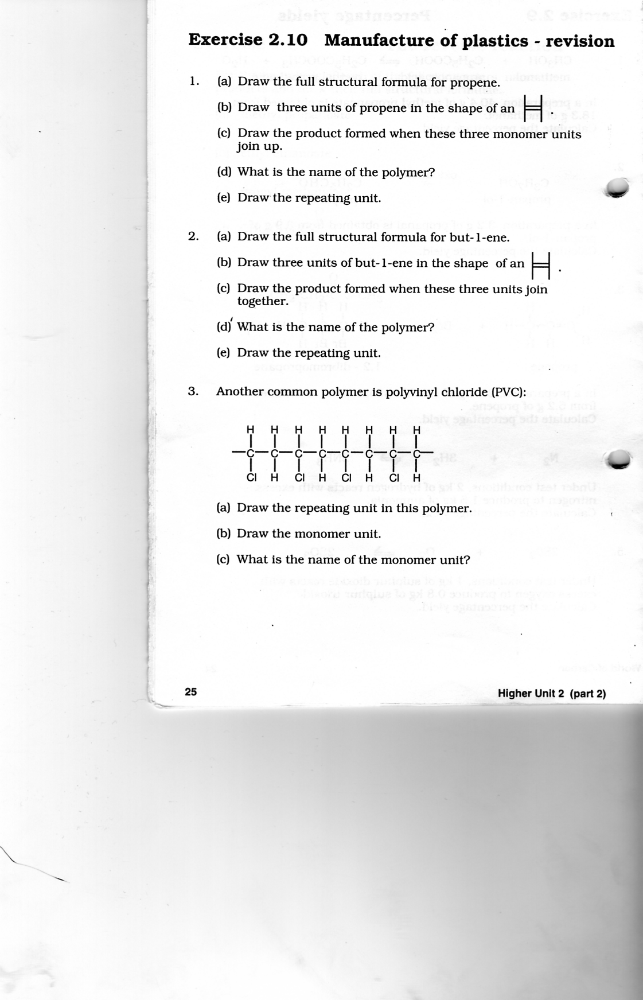 Exercise 2.10 Manufacture of plastics - revision
1. (a) Draw the full structural formula for propene.
(b) Draw three units of propene in the shape of an .
(c) Draw the product formed when these three monomer units
join up.
(d) What is the name of the polymer?
(e) Draw the repeating unit.
2. (a) Draw the full structural formula for but-1-ene.
(b) Draw three units of but-1-ene in the shape of an .
(c) Draw the product formed when these three units join
together.
(d) What is the name of the polymer?
(e) Draw the repeating unit.
3. Another common polymer is polyvinyl chloride (PVC):
H H H H H H H H
—C—C—C—C—C—C—C—C—
Cl H Cl H Cl H Cl H
(a) Draw the repeating unit in this polymer.
(b) Draw the monomer unit.
(c) What is the name of the monomer unit?
25 Higher Unit 2 (part 2)